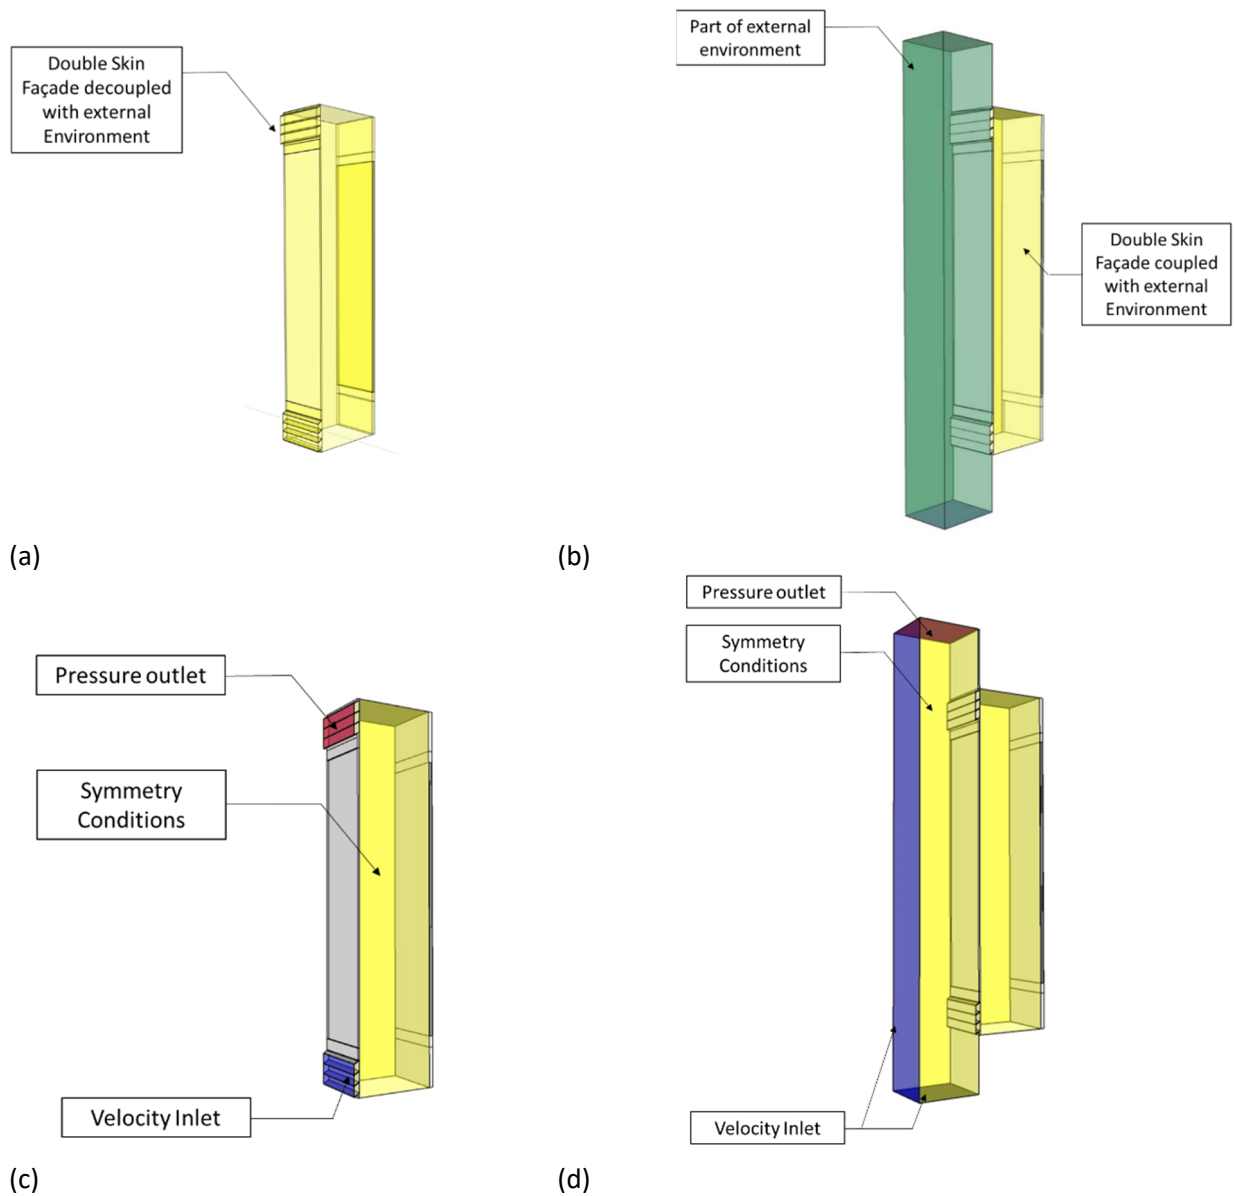 Double Skin
Façade decoupled
with external
Environment
Part of external
environment
Double Skin
Façade coupled
with external
Environment
(a)
(b)
Pressure outlet
Symmetry
Conditions
Velocity Inlet
Pressure outlet
Symmetry
Conditions
Velocity Inlet
(c)
(d)